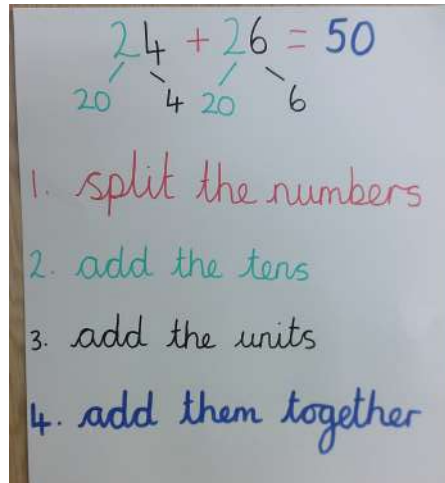 24 + 26 = 50
20 4 20 6
1. split the numbers
2. add the tens
3. add the units
4. add them together